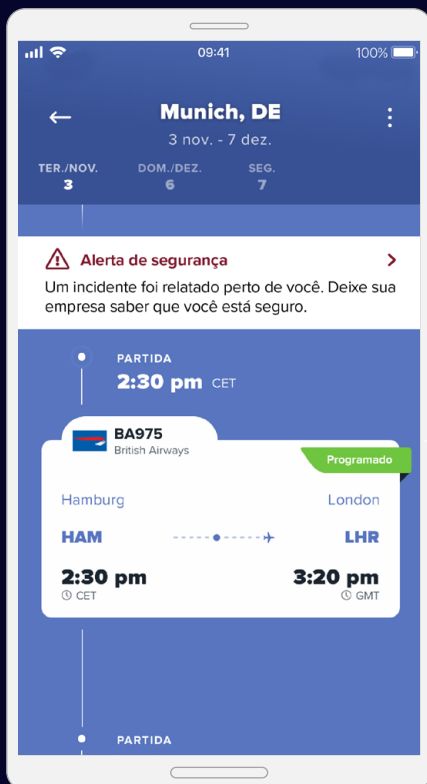 09:41
100%
Munich, DE
3 nov. - 7 dez.
TER./NOV. DOM./DEZ. SEG.
3 6 7
Alerta de segurança
Um incidente foi relatado perto de você. Deixe sua
empresa saber que você está seguro.
PARTIDA
2:30 pm CET
BA975
British Airways
Programado
Hamburg London
HAM LHR
2:30 pm 3:20 pm
CET GMT
PARTIDA